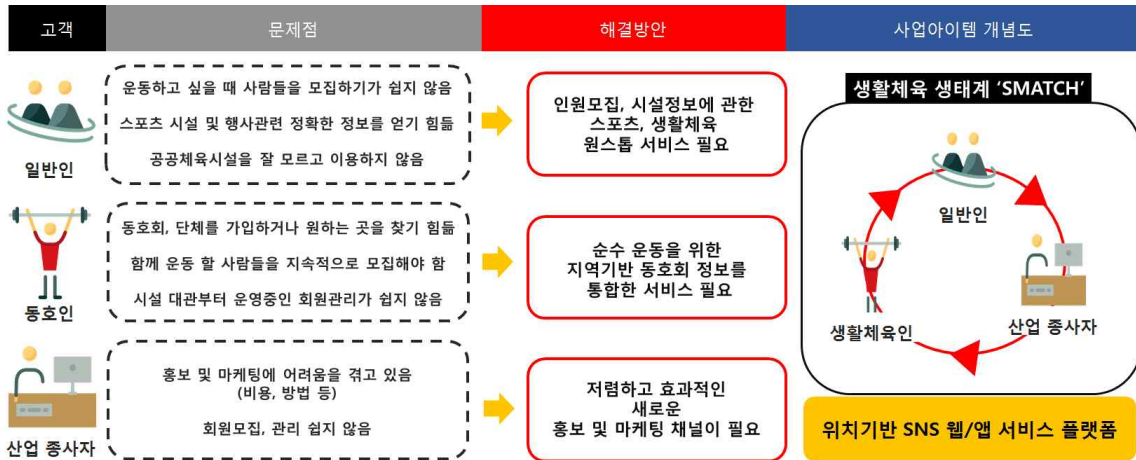 고객
문제점
해결방안
사업아이템 개념도
일반인
운동하고 싶을 때 사람들을 모집하기가 쉽지 않음
스포츠 시설 및 행사관련 정확한 정보를 얻기 힘듦
공공체육시설을 잘 모르고 이용하지 않음
인원모집, 시설정보에 관한
스포츠, 생활체육
원스톱 서비스 필요
동호인
동호회, 단체를 가입하거나 원하는 곳을 찾기 힘듦
함께 운동 할 사람들을 지속적으로 모집해야 함
시설 대관부터 운영중인 회원관리가 쉽지 않음
순수 운동을 위한
지역기반 동호회 정보를
통합한 서비스 필요
산업 종사자
홍보 및 마케팅에 어려움을 겪고 있음
(비용, 방법 등)
회원모집, 관리 쉽지 않음
저렴하고 효과적인
새로운
홍보 및 마케팅 채널이 필요
생활체육 생태계 ‘SMATCH’
일반인
생활체육인
산업 종사자
위치기반 SNS 웹/앱 서비스 플랫폼